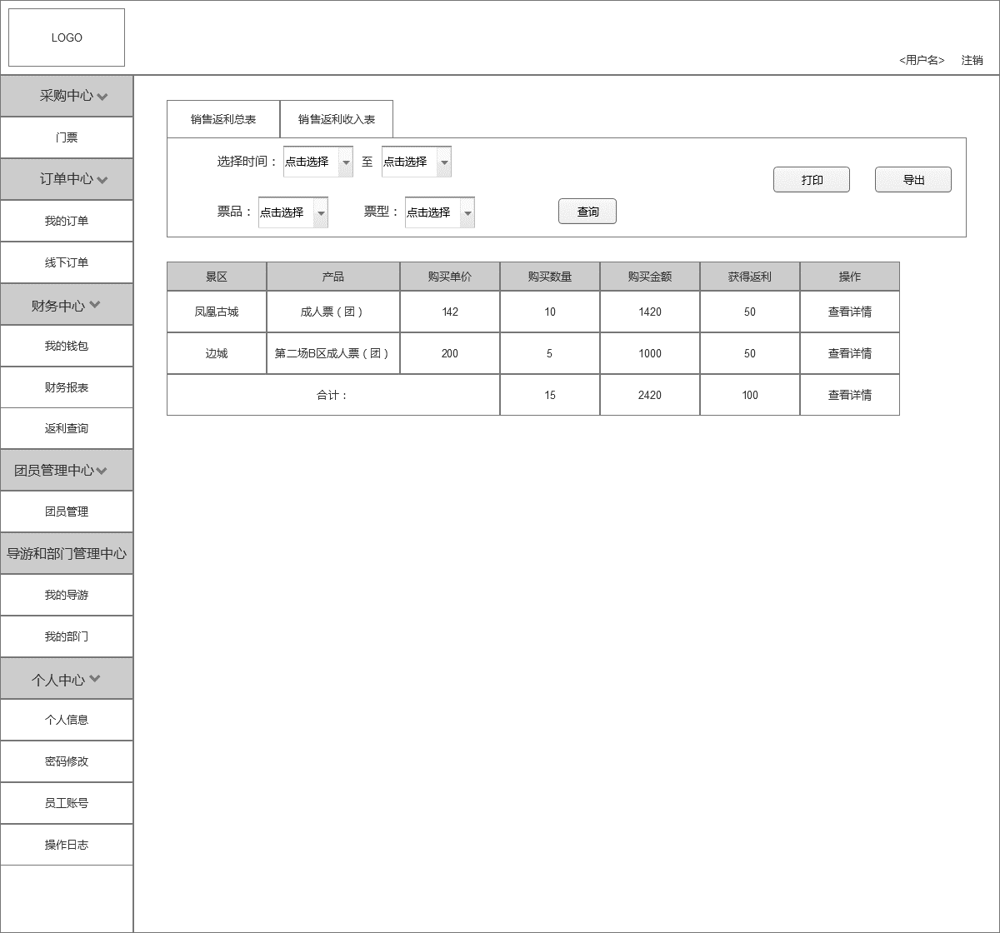 LOGO
<用户名> 注销
采购中心
门票
订单中心
我的订单
线下订单
财务中心
我的钱包
财务报表
返利查询
团员管理中心
团员管理
导游和部门管理中心
我的导游
我的部门
个人中心
个人信息
密码修改
员工账号
操作日志
销售返利总表 销售返利收入表
选择时间： 点击选择 至 点击选择
打印 导出
票品： 点击选择 票型： 点击选择 查询
景区 产品 购买单价 购买数量 购买金额 获得返利 操作
凤凰古城 成人票（团） 142 10 1420 50 查看详情
边城 第二场B区成人票（团） 200 5 1000 50 查看详情
合计： 15 2420 100 查看详情